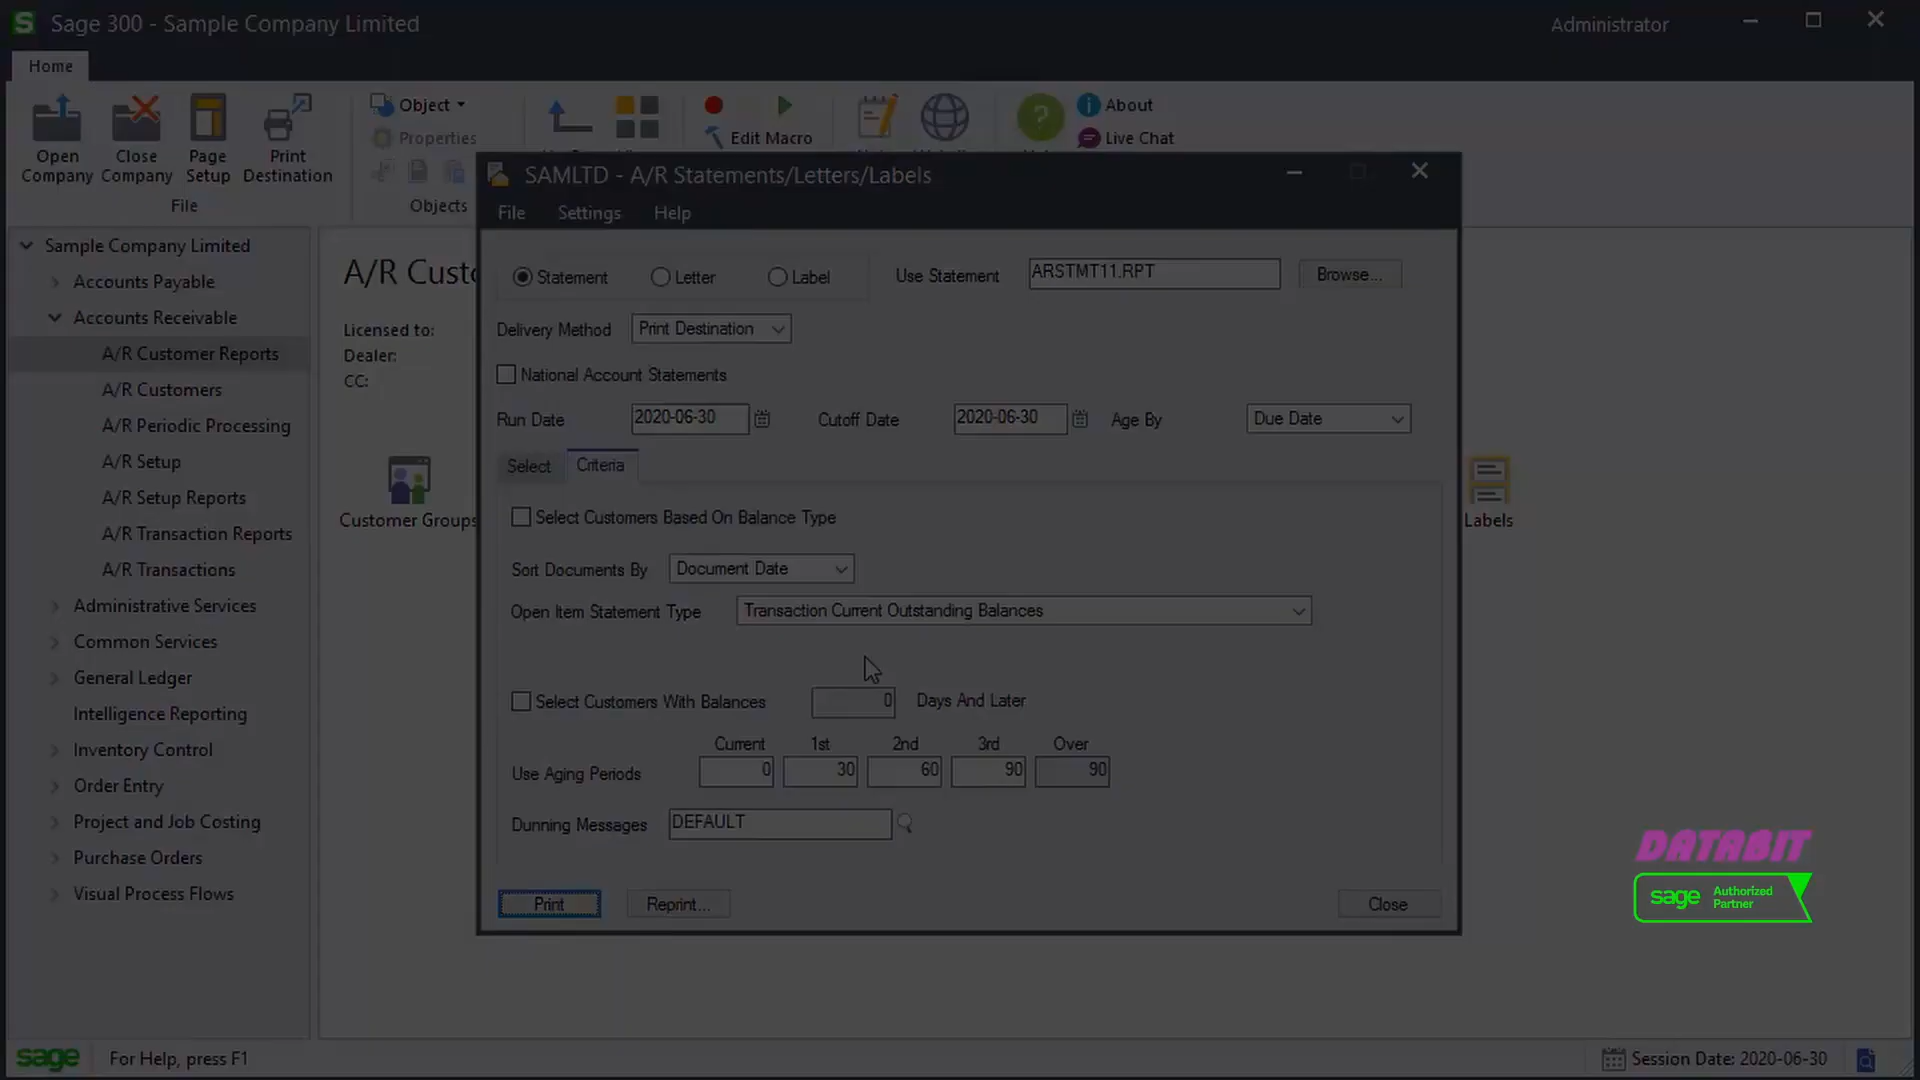 Sage 300 - Sample Company Limited
Administrator
Home
Open Company
Close Company
Page Setup
Print Destination
File
Object
Properties
Objects
Edit Macro
About
Live Chat
Sample Company Limited
Accounts Payable
Accounts Receivable
A/R Customer Reports
A/R Customers
A/R Periodic Processing
A/R Setup
A/R Setup Reports
A/R Transaction Reports
A/R Transactions
Administrative Services
Common Services
General Ledger
Intelligence Reporting
Inventory Control
Order Entry
Project and Job Costing
Purchase Orders
Visual Process Flows
A/R Cust
Licensed to:
Dealer:
CC:
Customer Groups
Labels
SAMLTD - A/R Statements/Letters/Labels
File Settings Help
Statement Letter Label Use Statement ARSTMT11.RPT Browse...
Delivery Method Print Destination
National Account Statements
Run Date 2020-06-30 Cutoff Date 2020-06-30 Age By Due Date
Select Criteria
Select Customers Based On Balance Type
Sort Documents By Document Date
Open Item Statement Type Transaction Current Outstanding Balances
Select Customers With Balances 0 Days And Later
Current 1st 2nd 3rd Over
Use Aging Periods 0 30 60 90 90
Dunning Messages DEFAULT
Print Reprint... Close
DATABIT
sage Authorized Partner
sage For Help, press F1
Session Date: 2020-06-30